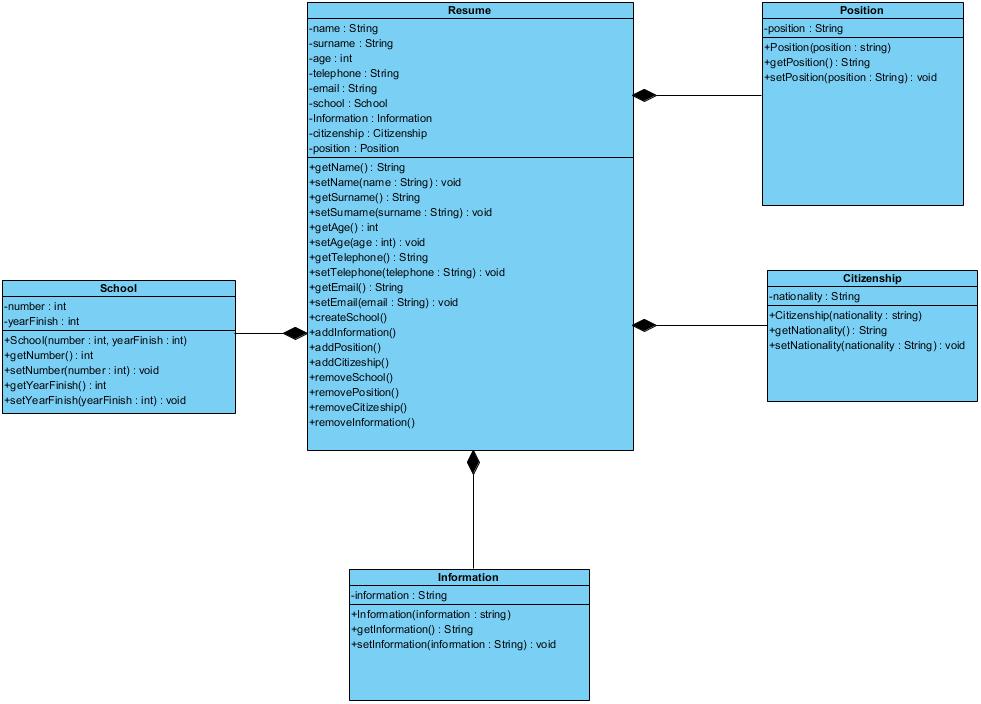 Resume
-name : String
-surname : String
-age : int
-telephone : String
-email : String
-school : School
-Information : Information
-citizenship : Citizenship
-position : Position
+getName() : String
+setName(name : String) : void
+getSurname() : String
+setSurname(surname : String) : void
+getAge() : int
+setAge(age : int) : void
+getTelephone() : String
+setTelephone(telephone : String) : void
+getEmail() : String
+setEmail(email : String) : void
+createSchool()
+addInformation()
+addPosition()
+addCitizeship()
+removeSchool()
+removePosition()
+removeCitizeship()
+removeInformation()
Position
-position : String
+Position(position : string)
+getPosition() : String
+setPosition(position : String) : void
School
-number : int
-yearFinish : int
+School(number : int, yearFinish : int)
+getNumber() : int
+setNumber(number : int) : void
+getYearFinish() : int
+setYearFinish(yearFinish : int) : void
Citizenship
-nationality : String
+Citizenship(nationality : string)
+getNationality() : String
+setNationality(nationality : String) : void
Information
-information : String
+Information(information : string)
+getInformation() : String
+setInformation(information : String) : void